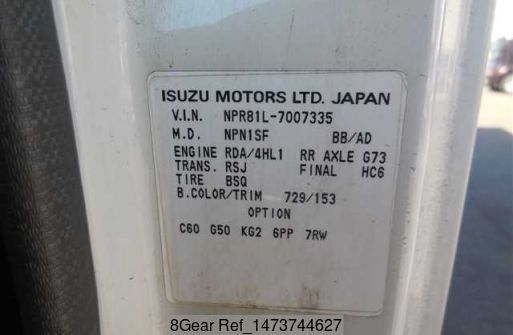 ISUZU MOTORS LTD. JAPAN
V.I.N. NPR81L-7007335
M.D. NPN1SF BB/AD
ENGINE RDA/4HL1 RR AXLE G73
TRANS. RSJ FINAL HC6
TIRE BSQ
B.COLOR/TRIM 729/153
OPTION
C60 G50 KG2 6PP 7RW
8Gear Ref_1473744627